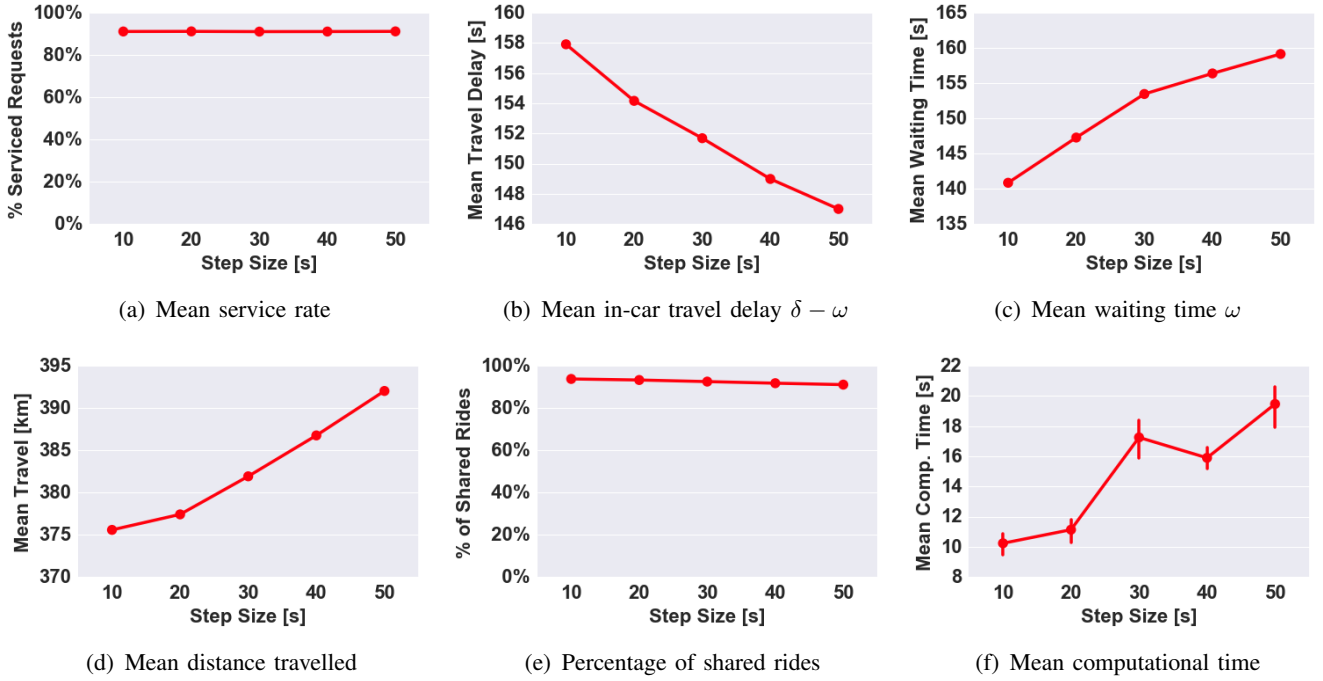 100%
80%
60%
40%
20%
0%
% Serviced Requests
10 20 30 40 50
Step Size [s]
(a) Mean service rate
160
158
156
154
152
150
148
146
Mean Travel Delay [s]
10 20 30 40 50
Step Size [s]
(b) Mean in-car travel delay δ − ω
165
160
155
150
145
140
135
Mean Waiting Time [s]
10 20 30 40 50
Step Size [s]
(c) Mean waiting time ω
395
390
385
380
375
370
Mean Travel [km]
10 20 30 40 50
Step Size [s]
(d) Mean distance travelled
100%
80%
60%
40%
20%
0%
% of Shared Rides
10 20 30 40 50
Step Size [s]
(e) Percentage of shared rides
22
20
18
16
14
12
10
8
Mean Comp. Time [s]
10 20 30 40 50
Step Size [s]
(f) Mean computational time